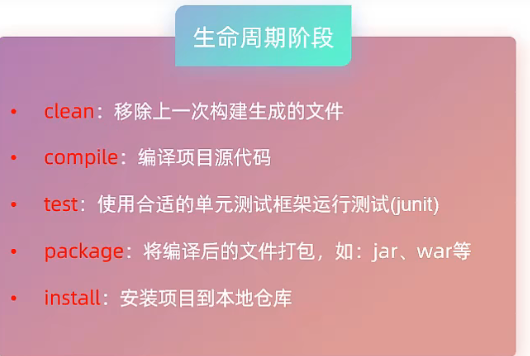 生命周期阶段
• clean：移除上一次构建生成的文件
• compile：编译项目源代码
• test：使用合适的单元测试框架运行测试(junit)
• package：将编译后的文件打包，如：jar、war等
• install：安装项目到本地仓库